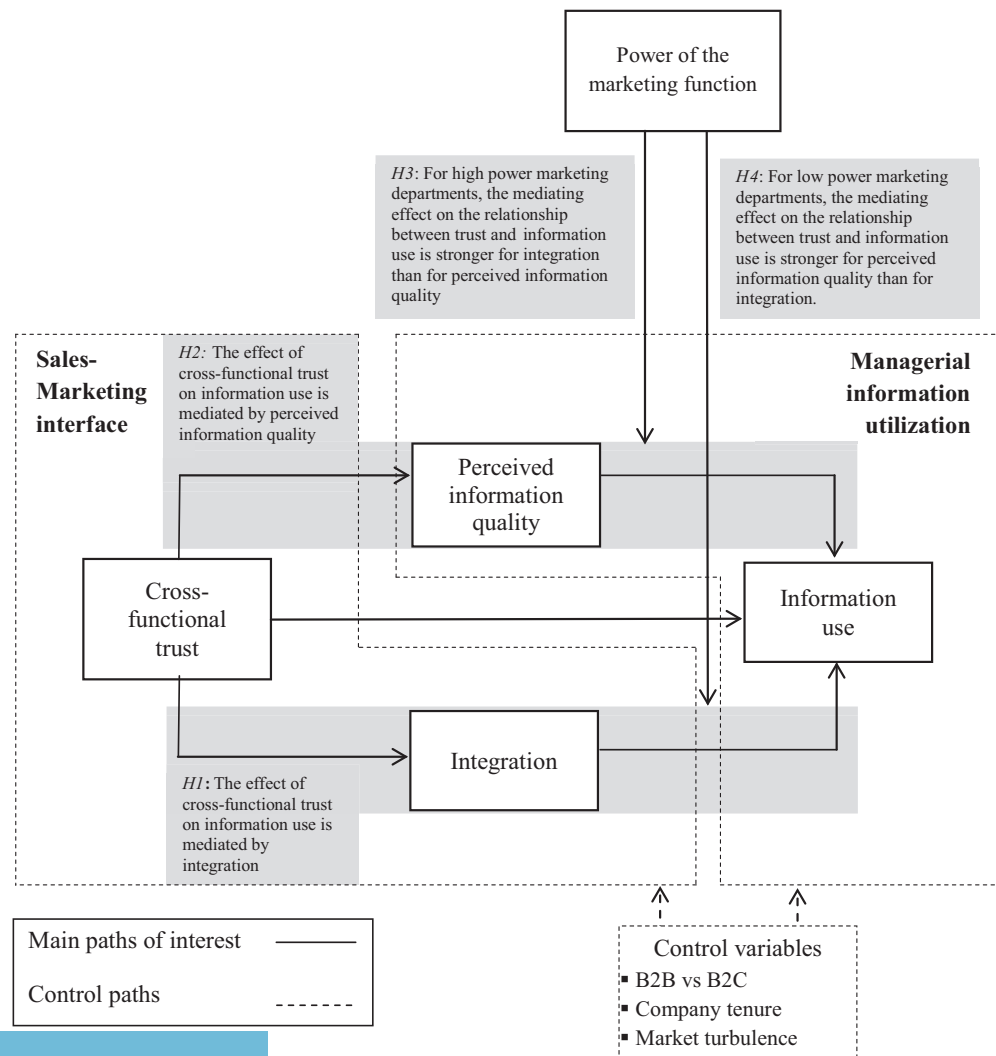 Power of the
marketing function
H3: For high power marketing
departments, the mediating
effect on the relationship
between trust and information
use is stronger for integration
than for perceived information
quality
H4: For low power marketing
departments, the mediating
effect on the relationship
between trust and information
use is stronger for perceived
information quality than for
integration.
Sales-
Marketing
interface
H2: The effect of
cross-functional trust
on information use is
mediated by perceived
information quality
Managerial
information
utilization
Perceived
information
quality
Cross-
functional
trust
Information
use
Integration
H1: The effect of
cross-functional trust
on information use is
mediated by
integration
Main paths of interest
Control paths
Control variables
▪ B2B vs B2C
▪ Company tenure
▪ Market turbulence